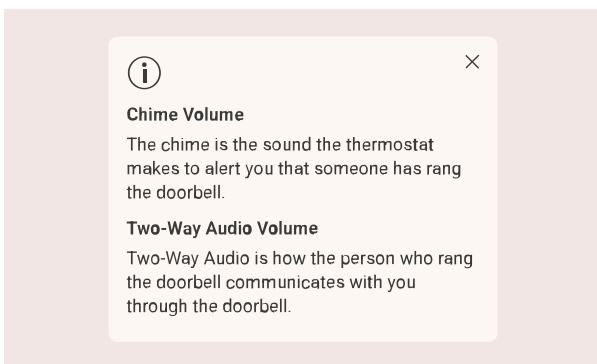 Chime Volume
The chime is the sound the thermostat
makes to alert you that someone has rang
the doorbell.
Two-Way Audio Volume
Two-Way Audio is how the person who rang
the doorbell communicates with you
through the doorbell.